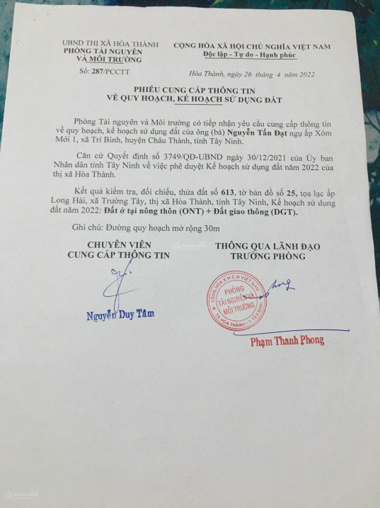 UBND THỊ XÃ HÒA THÀNH
PHÒNG TÀI NGUYÊN
VÀ MÔI TRƯỜNG
Số: 287/PCCTT
CỘNG HÒA XÃ HỘI CHỦ NGHĨA VIỆT NAM
Độc lập - Tự do - Hạnh phúc
Hòa Thành, ngày 26 tháng 4 năm 2022
PHIẾU CUNG CẤP THÔNG TIN
VỀ QUY HOẠCH, KẾ HOẠCH SỬ DỤNG ĐẤT
Phòng Tài nguyên và Môi trường có tiếp nhận yêu cầu cung cấp thông tin
về quy hoạch, kế hoạch sử dụng đất của ông (bà) Nguyễn Tấn Đạt ngụ ấp Xóm
Mới 1, xã Trí Bình, huyện Châu Thành, tỉnh Tây Ninh.
Căn cứ Quyết định số 3749/QĐ-UBND ngày 30/12/2021 của Ủy ban
Nhân dân tỉnh Tây Ninh về việc phê duyệt Kế hoạch sử dụng đất năm 2022 của
thị xã Hòa Thành.
Kết quả kiểm tra, đối chiếu, thửa đất số 613, tờ bản đồ số 25, tọa lạc ấp
Long Hải, xã Trường Tây, thị xã Hòa Thành, tỉnh Tây Ninh, Kế hoạch sử dụng
đất năm 2022: Đất ở tại nông thôn (ONT) + Đất giao thông (DGT).
Ghi chú: Đường quy hoạch mở rộng 30m
CHUYÊN VIÊN
CUNG CẤP THÔNG TIN
THÔNG QUA LÃNH ĐẠO
TRƯỞNG PHÒNG
PHÒNG
TÀI NGUYÊN VÀ
MÔI TRƯỜNG
Nguyễn Duy Tâm
Phạm Thanh Phong